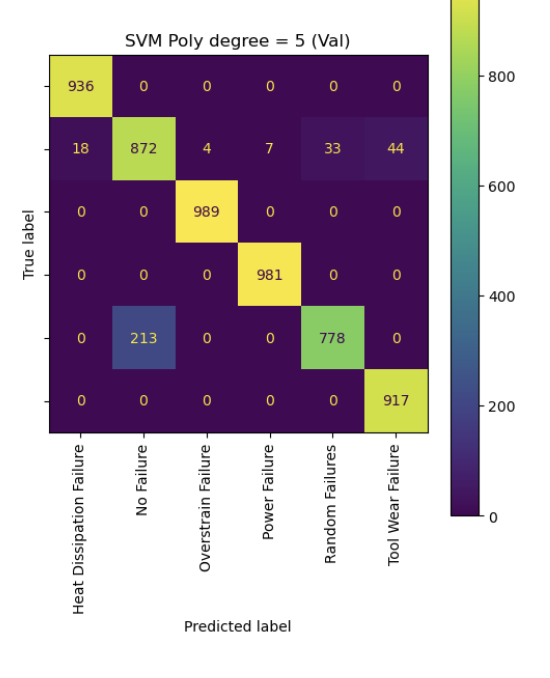 SVM Poly degree = 5 (Val)
936 0 0 0 0 0
18 872 4 7 33 44
0 0 989 0 0 0
0 0 0 981 0 0
0 213 0 0 778 0
0 0 0 0 0 917
True label
Heat Dissipation Failure
No Failure
Overstrain Failure
Power Failure
Random Failures
Tool Wear Failure
Predicted label
800
600
400
200
0